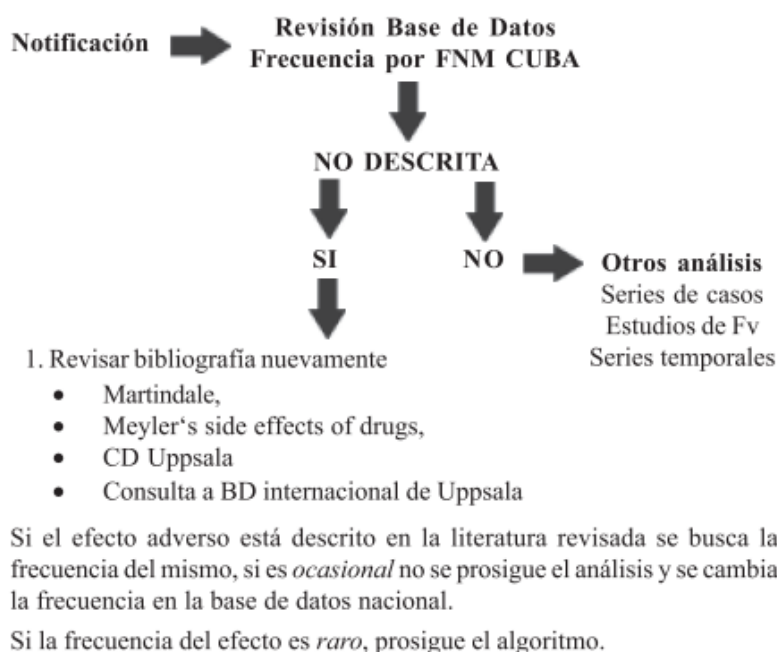 Notificación
Revisión Base de Datos
Frecuencia por FNM CUBA
NO DESCRITA
SI
NO
Otros análisis
Series de casos
Estudios de Fv
Series temporales
1. Revisar bibliografía nuevamente
• Martindale,
• Meyler‘s side effects of drugs,
• CD Uppsala
• Consulta a BD internacional de Uppsala
Si el efecto adverso está descrito en la literatura revisada se busca la
frecuencia del mismo, si es ocasional no se prosigue el análisis y se cambia
la frecuencia en la base de datos nacional.
Si la frecuencia del efecto es raro, prosigue el algoritmo.